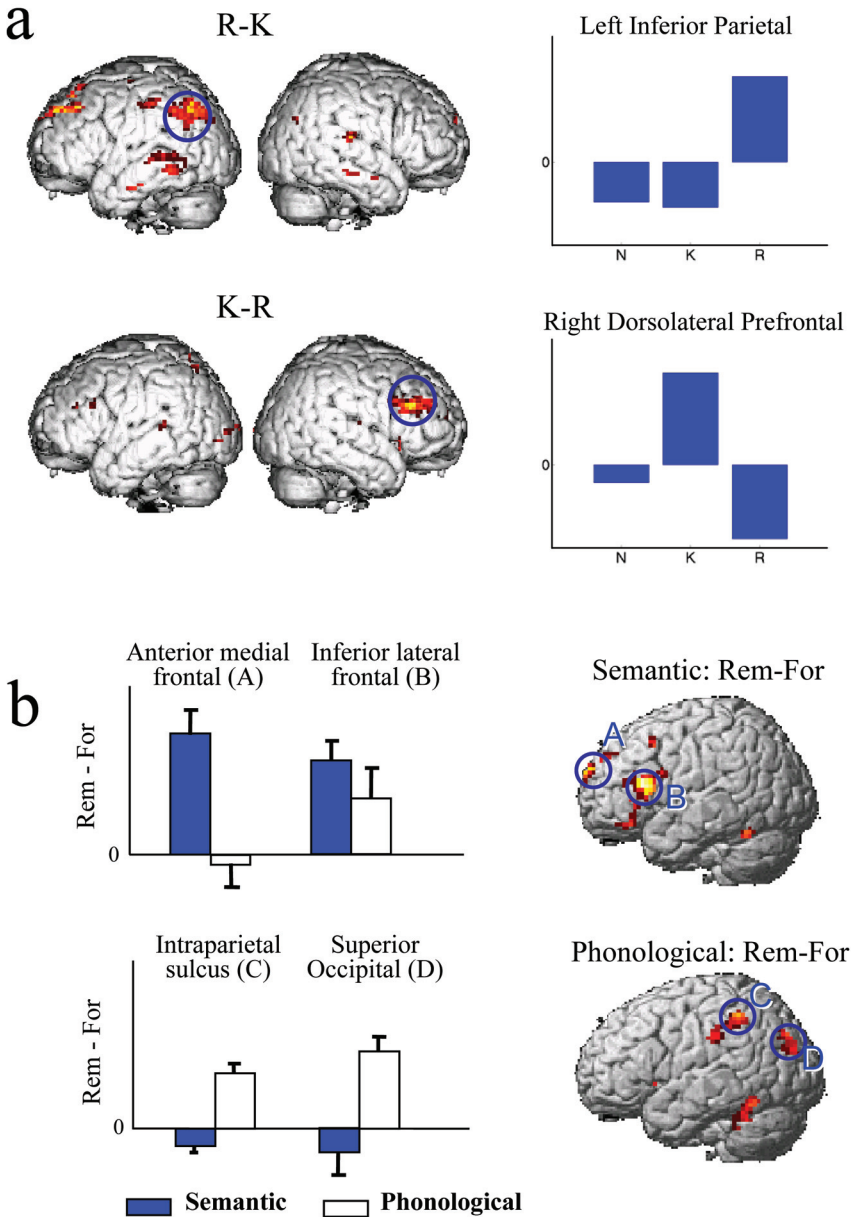 a
R-K
Left Inferior Parietal
0
N K R
K-R
Right Dorsolateral Prefrontal
0
N K R
b
Anterior medial
frontal (A)
Inferior lateral
frontal (B)
Rem - For
0
Semantic: Rem-For
A
B
Intraparietal
sulcus (C)
Superior
Occipital (D)
Rem - For
0
Phonological: Rem-For
C
D
Semantic
Phonological